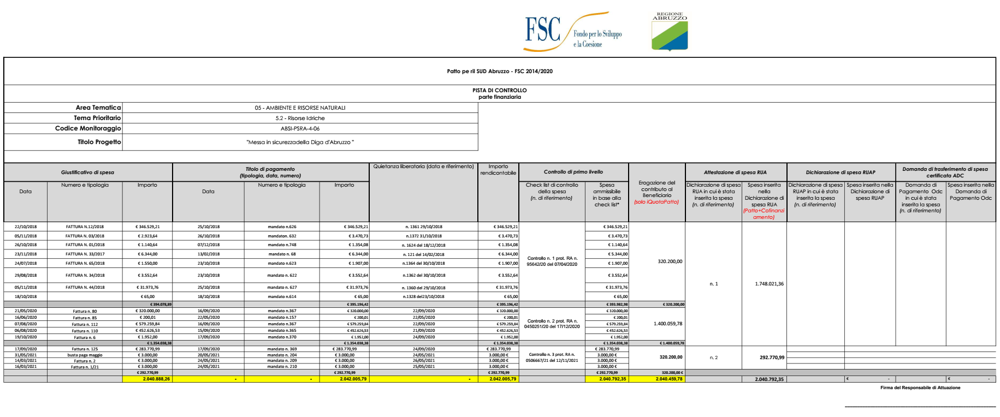 FSC
Fondo per lo Sviluppo
e la Coesione
REGIONE
ABRUZZO
Patto pe ril SUD Abruzzo - FSC 2014/2020
PISTA DI CONTROLLO
parte finanziaria
Area Tematica 05 - AMBIENTE E RISORSE NATURALI
Tema Prioritario 5.2 - Risorse Idriche
Codice Monitoraggio ABSI-PSRA-4-06
Titolo Progetto "Messa in sicurezzadella Diga d'Abruzzo "
Giustificativo di spesa
Titolo di pagamento
(tipologia, data, numero)
Quietanza liberatoria (data e riferimento)
Importo
rendicontabile
Controllo di primo livello
Erogazione del
contributo al
Beneficiario
(solo iQuotaPatto)
Attestazione di spesa RUA
Dichiarazione di spesa RUAP
Domanda di trasferimento di spesa
certificata ADC
Data
Numero e tipologia
Importo
Data
Numero e tipologia
Importo
Check list di controllo
della spesa
(n. di riferimento)
Spesa
ammissibile
in base alla
check list*
Dichiarazione di spesa
RUA in cui è stata
inserita la spesa
(n. di riferimento)
Spesa inserita
nella
Dichiarazione di
spesa RUA
(Patto+Cofinanzi
amento)
Dichiarazione di spesa
RUAP in cui è stata
inserita la spesa
(n. di riferimento)
Spesa inserita nella
Dichiarazione di
spesa RUAP
Domanda di
Pagamento Odc
in cui è stata
inserita la spesa
(n. di riferimento)
Spesa inserita nella
Domanda di
Pagamento Odc
22/10/2018 FATTURA N.12/2018 € 346.529,21 25/10/2018 mandato n.626 € 346.529,21 n. 1361 29/10/2018 € 346.529,21 € 346.529,21
05/11/2018 FATTURA N. 03/2018 € 2.923,64 26/10/2018 mandaton. 632 € 3.470,73 n.1372 31/10/2018 € 3.470,73 € 3.470,73
26/10/2018 FATTURA N. 01/2018 € 1.140,64 07/12/2018 mandato n.748 € 1.354,08 n. 1624 del 18/12/2018 € 1.354,08 € 1.140,64
23/11/2018 FATTURA N. 33/2017 € 6.344,00 13/02/2018 mandato n. 68 € 6.344,00 n. 121 del 14/02/2018 € 6.344,00 € 5.344,00
24/07/2018 FATTURA N. 65/2018 € 1.550,00 23/10/2018 mandato n.623 € 1.907,00 n.1364 del 30/10/2018 € 1.907,00 € 1.907,00
29/08/2018 FATTURA N. 34/2018 € 3.552,64 23/10/2018 mandato n. 622 € 3.552,64 n.1362 del 30/10/2018 € 3.552,64 € 3.552,64
05/11/2018 FATTURA N. 44/2018 € 31.973,76 25/10/2018 mandato n. 627 € 31.973,76 n. 1360 del 29/10/2018 € 31.973,76 € 31.973,76
18/10/2018 € 65,00 18/10/2018 mandato n.614 € 65,00 n.1328 del23/10/2018 € 65,00 € 65,00
Controllo n. 1 prot. RA n.
95642/20 del 07/04/2020
320.200,00
n. 1
1.748.021,36
€ 394.078,89 € 395.196,42 € 395.196,42 € 393.982,98 € 320.200,00
21/05/2020 Fattura n. 80 € 320.000,00 16/09/2020 mandato n.367 € 320.000,00 22/09/2020 € 320.000,00 € 320.000,00
16/06/2020 Fattura n. 85 € 200,01 22/05/2020 mandato n.157 € 200,01 22/05/2020 € 200,01 € 200,01
07/08/2020 Fattura n. 112 € 579.259,84 16/09/2020 mandato n.367 € 579.259,84 22/09/2020 € 579.259,84 € 579.259,84
06/08/2020 Fattura n. 110 € 452.626,53 15/09/2020 mandato n.365 € 452.626,53 21/09/2020 € 452.626,53 € 452.626,53
19/10/2020 Fattura n. 6 € 1.952,00 17/09/2020 mandato n.370 € 1.952,00 24/09/2020 € 1.952,00 € 1.952,00
Controllo n. 2 prot. RA n.
0450251/20 del 17/12/2020
1.400.059,78
€ 1.354.038,38 € 1.354.038,38 € 1.354.038,38 € 1.354.038,38 € 1.400.059,78
17/09/2020 Fattura n. 125 € 283.770,99 17/09/2020 mandato n. 369 € 283.770,99 24/09/2020 € 283.770,99 € 283.770,99
31/05/2021 busta paga maggio € 3.000,00 20/05/2021 mandato n. 204 € 3.000,00 24/05/2021 3.000,00 € 3.000,00 €
14/03/2021 Fattura n. 2 € 3.000,00 24/05/2021 mandato n. 209 € 3.000,00 26/05/2021 3.000,00 € 3.000,00 €
16/03/2021 Fattura n. 1/21 € 3.000,00 24/05/2021 mandato n. 210 € 3.000,00 25/05/2021 3.000,00 € 3.000,00 €
Controllo n. 3 prot. RA n.
0506667/21 del 12/11/2021
320.200,00
n. 2
292.770,99
€ 292.770,99 € 292.770,99 € 292.770,99 € 292.770,99 320.200,00 €
2.040.888,26 - - 2.042.005,79 - 2.042.005,79 2.040.792,35 2.040.459,78 2.040.792,35 € - € -
Firma del Responsabile di Attuazione